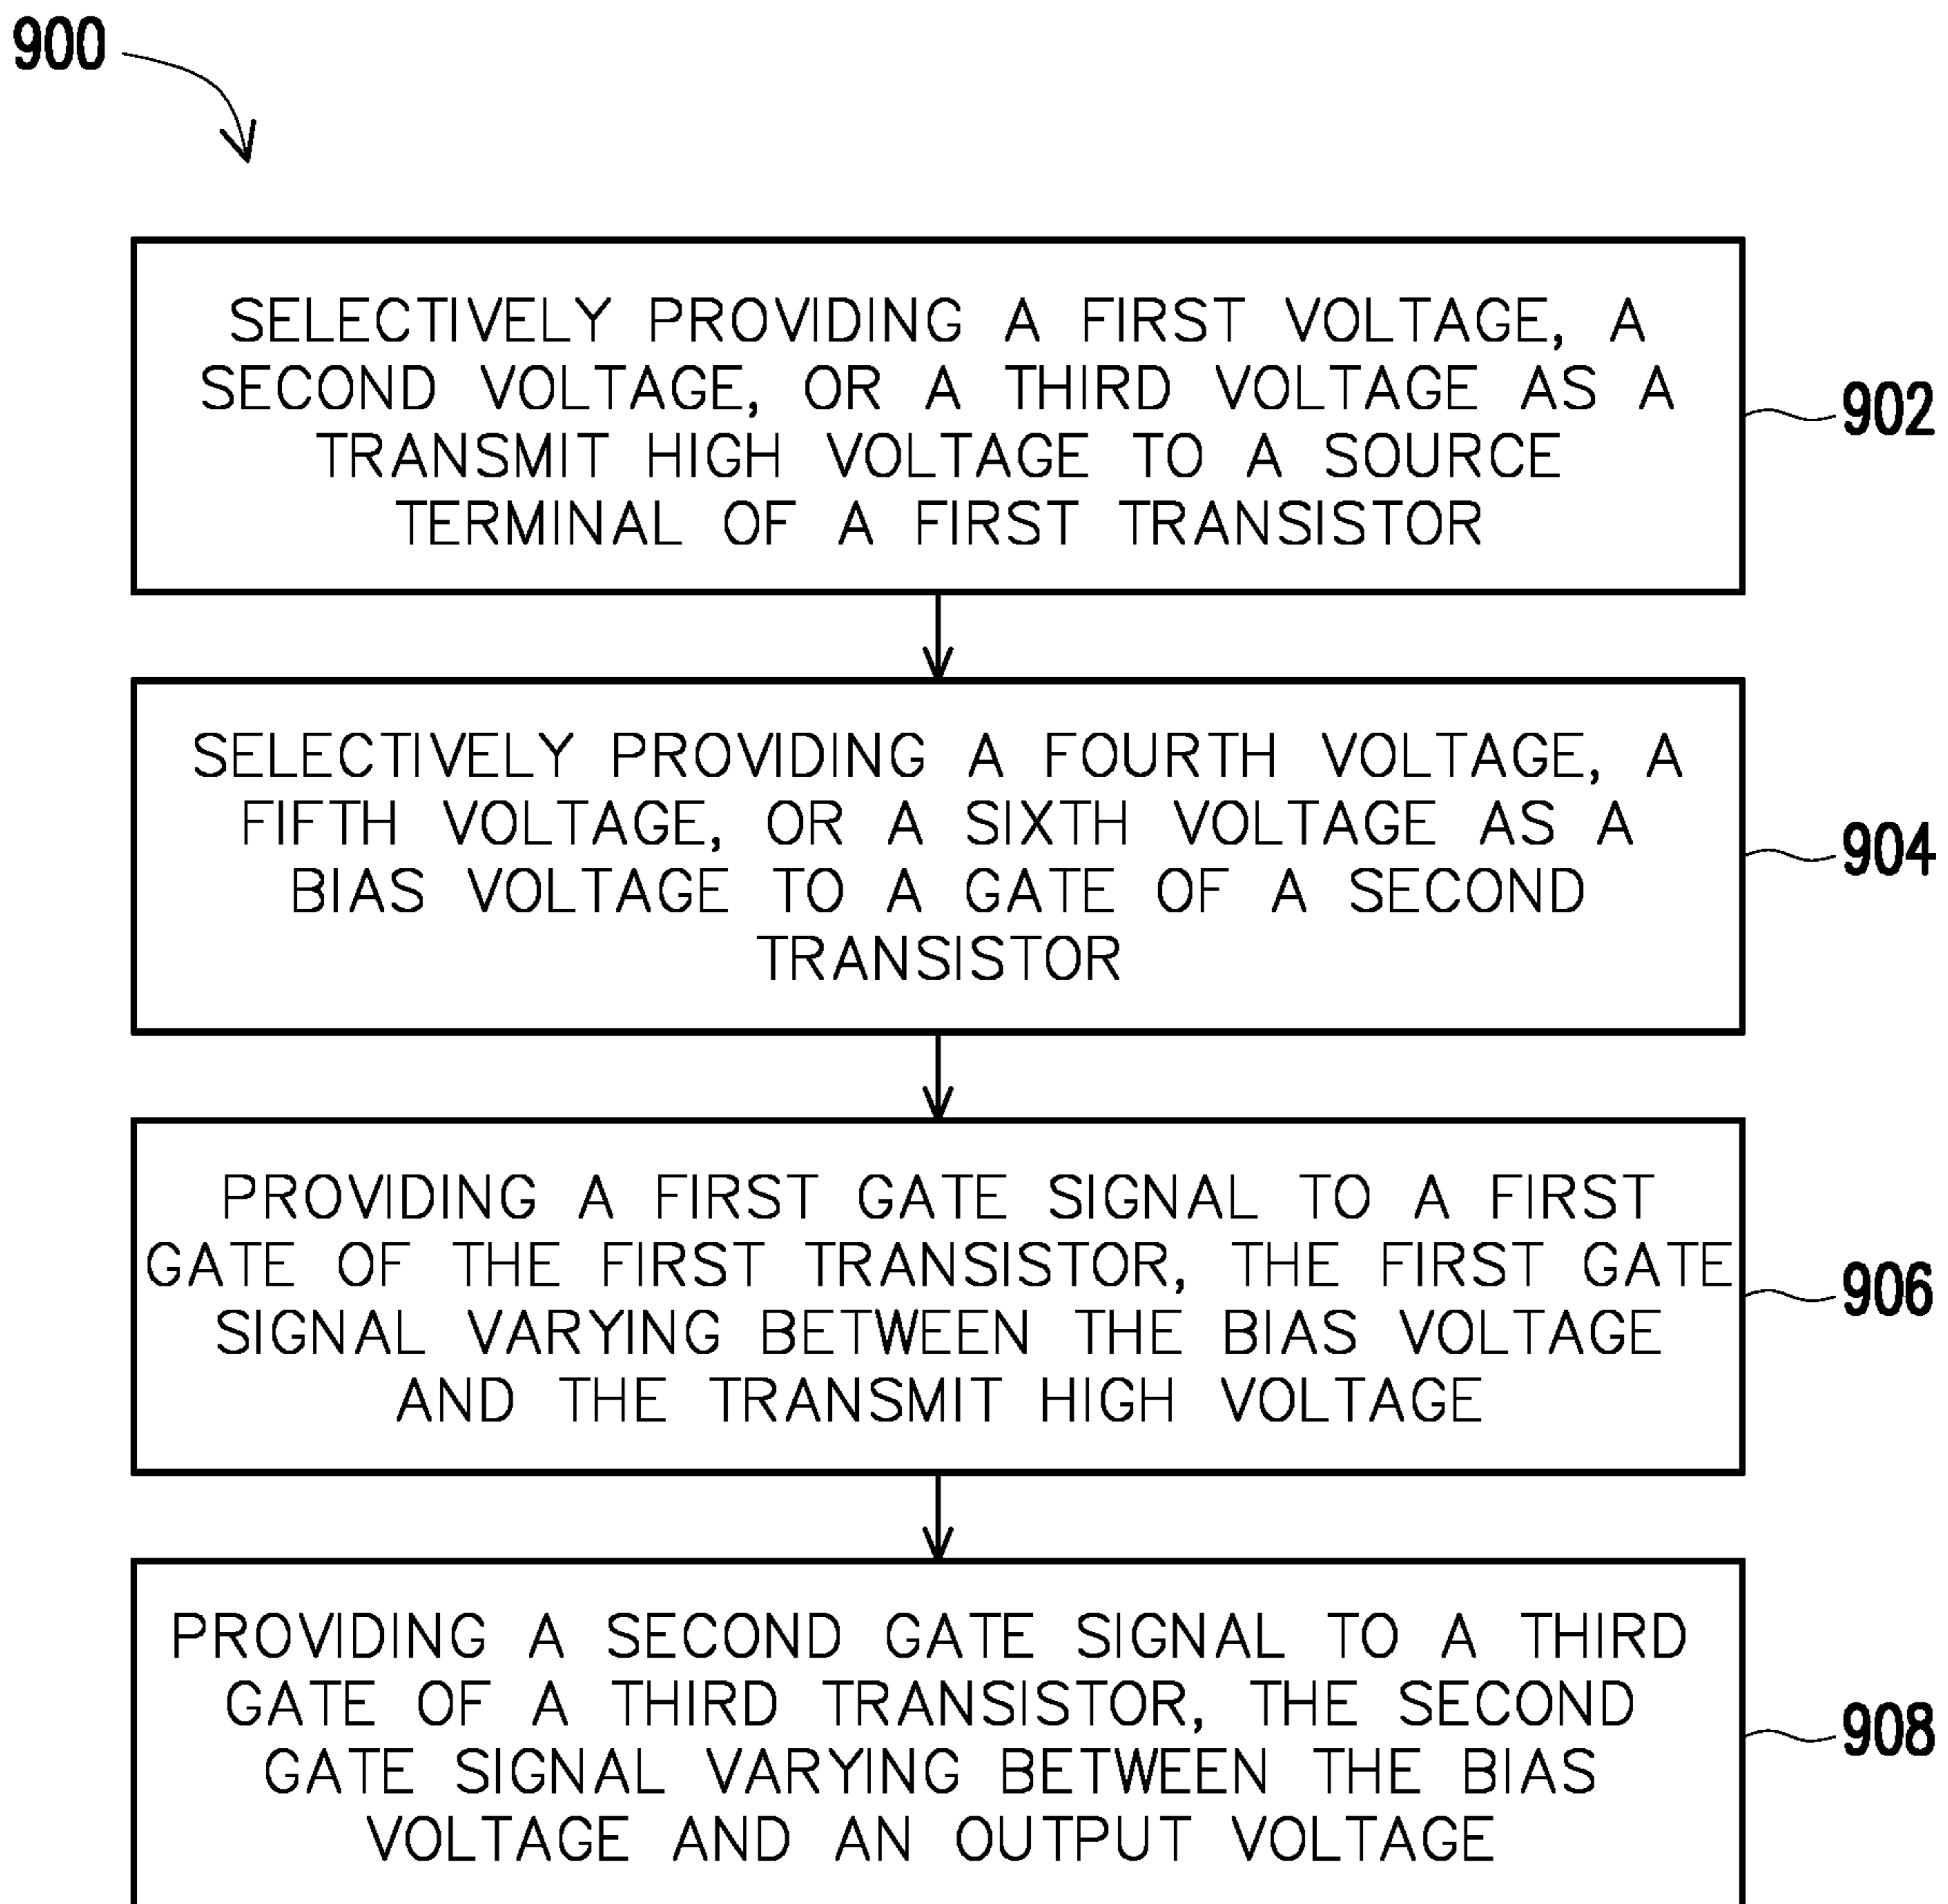 900
SELECTIVELY PROVIDING A FIRST VOLTAGE, A
SECOND VOLTAGE, OR A THIRD VOLTAGE AS A
TRANSMIT HIGH VOLTAGE TO A SOURCE
TERMINAL OF A FIRST TRANSISTOR
902
SELECTIVELY PROVIDING A FOURTH VOLTAGE, A
FIFTH VOLTAGE, OR A SIXTH VOLTAGE AS A
BIAS VOLTAGE TO A GATE OF A SECOND
TRANSISTOR
904
PROVIDING A FIRST GATE SIGNAL TO A FIRST
GATE OF THE FIRST TRANSISTOR, THE FIRST GATE
SIGNAL VARYING BETWEEN THE BIAS VOLTAGE
AND THE TRANSMIT HIGH VOLTAGE
906
PROVIDING A SECOND GATE SIGNAL TO A THIRD
GATE OF A THIRD TRANSISTOR, THE SECOND
GATE SIGNAL VARYING BETWEEN THE BIAS
VOLTAGE AND AN OUTPUT VOLTAGE
908